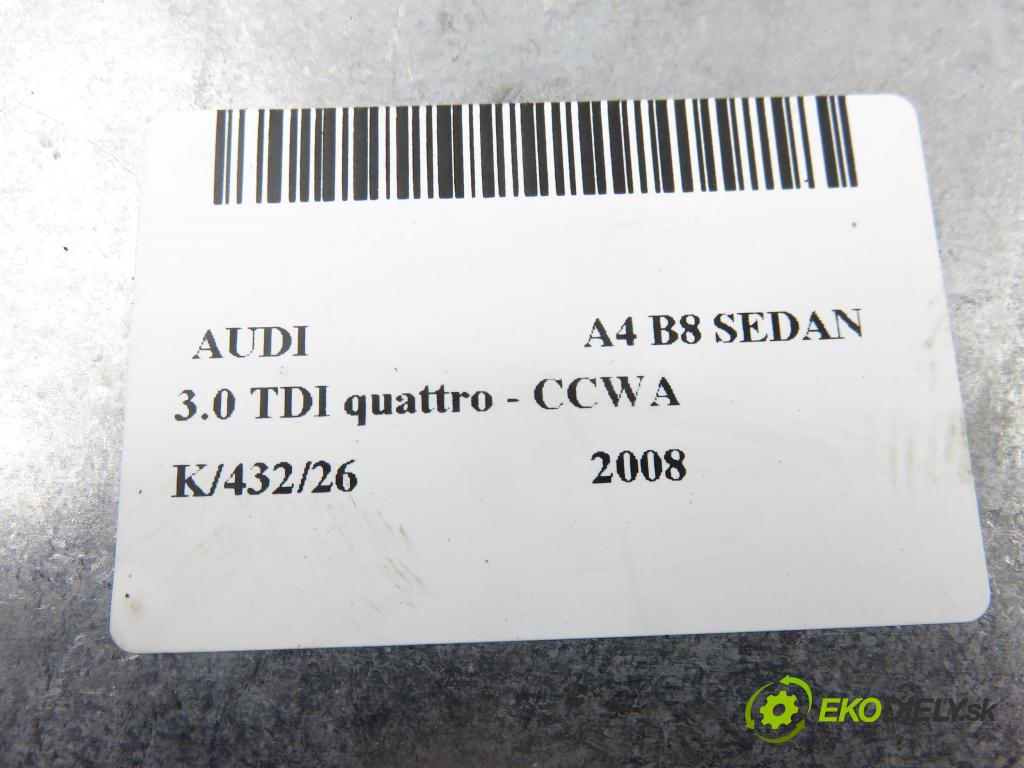 AUDI A4 B8 SEDAN
3.0 TDI quattro - CCWA
K/432/26 2008
EKODIELY.sk